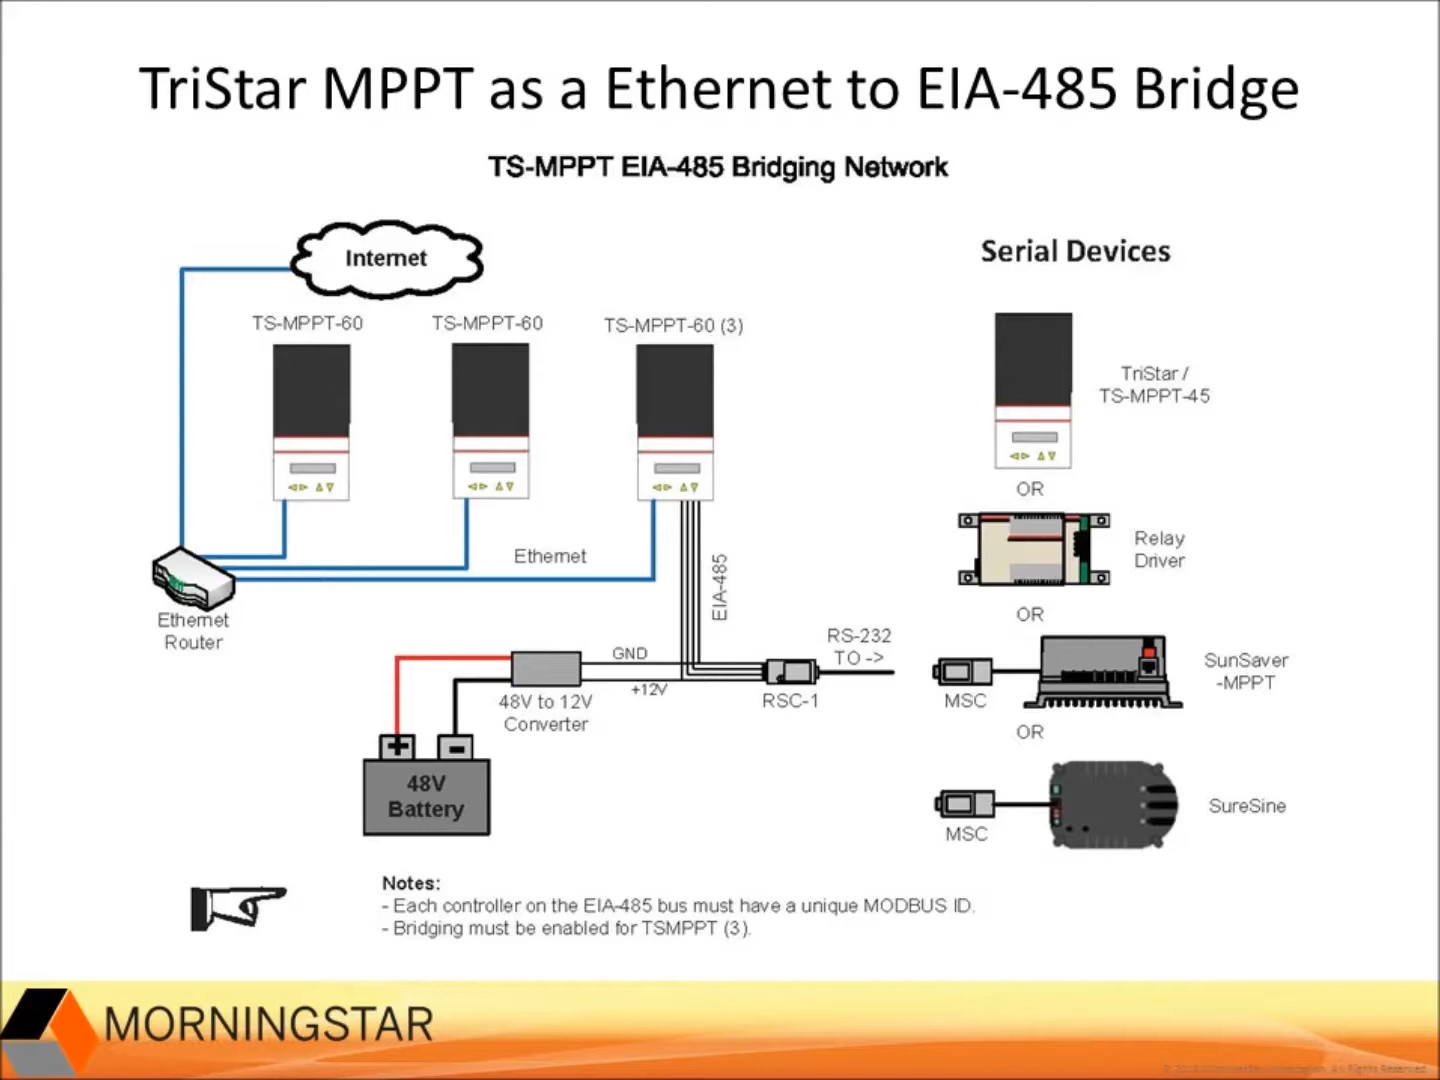 TriStar MPPT as a Ethernet to EIA-485 Bridge
TS-MPPT EIA-485 Bridging Network
Internet
Serial Devices
TS-MPPT-60
TS-MPPT-60
TS-MPPT-60 (3)
TriStar /
TS-MPPT-45
OR
Relay
Driver
Ethernet
EIA-485
Ethernet
Router
OR
RS-232
TO ->
GND
+12V
48V to 12V
Converter
RSC-1
MSC
SunSaver
-MPPT
OR
+
-
48V
Battery
MSC
SureSine
Notes:
- Each controller on the EIA-485 bus must have a unique MODBUS ID.
- Bridging must be enabled for TSMPPT (3).
MORNINGSTAR